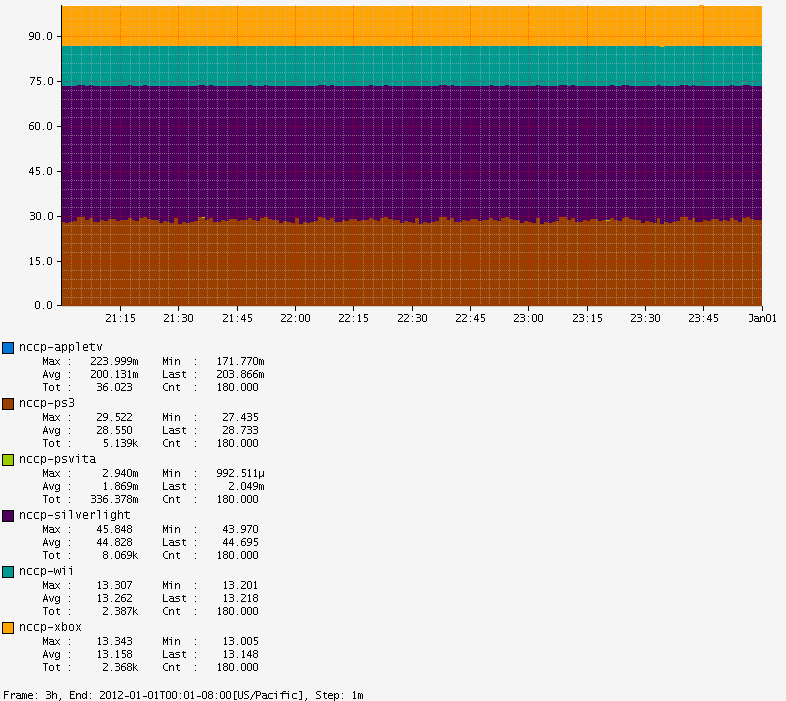 90.0
75.0
60.0
45.0
30.0
15.0
0.0
21:15 21:30 21:45 22:00 22:15 22:30 22:45 23:00 23:15 23:30 23:45 Jan01
nccp-appletv
Max : 223.999m Min : 171.770m
Avg : 200.131m Last : 203.866m
Tot : 36.023 Cnt : 180.000
nccp-ps3
Max : 29.522 Min : 27.435
Avg : 28.550 Last : 28.733
Tot : 5.139k Cnt : 180.000
nccp-psvita
Max : 2.940m Min : 992.511µ
Avg : 1.869m Last : 2.049m
Tot : 336.378m Cnt : 180.000
nccp-silverlight
Max : 45.848 Min : 43.970
Avg : 44.828 Last : 44.695
Tot : 8.069k Cnt : 180.000
nccp-wii
Max : 13.307 Min : 13.201
Avg : 13.262 Last : 13.218
Tot : 2.387k Cnt : 180.000
nccp-xbox
Max : 13.343 Min : 13.005
Avg : 13.158 Last : 13.148
Tot : 2.368k Cnt : 180.000
Frame: 3h, End: 2012-01-01T00:01-08:00[US/Pacific], Step: 1m